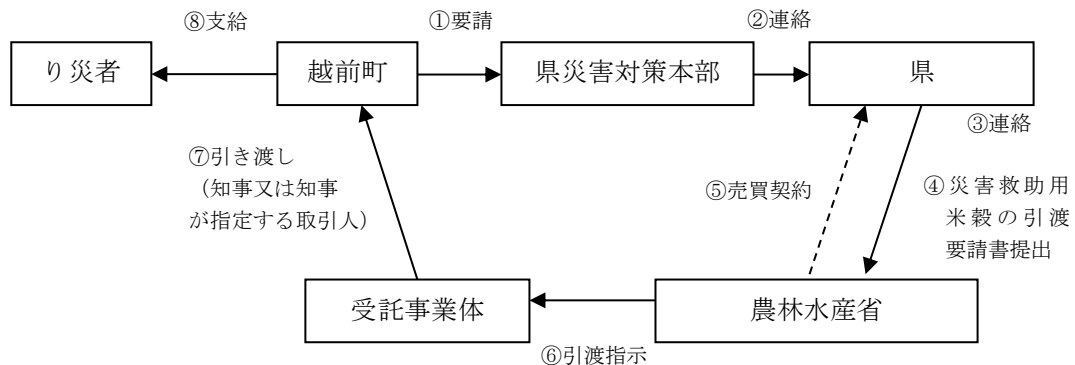 ⑧支給
①要請
②連絡
り災者
越前町
県災害対策本部
県
③連絡
⑦引き渡し
(知事又は知事
が指定する取引人)
⑤売買契約
④災害救助用
米穀の引渡
要請書提出
受託事業体
農林水産省
⑥引渡指示